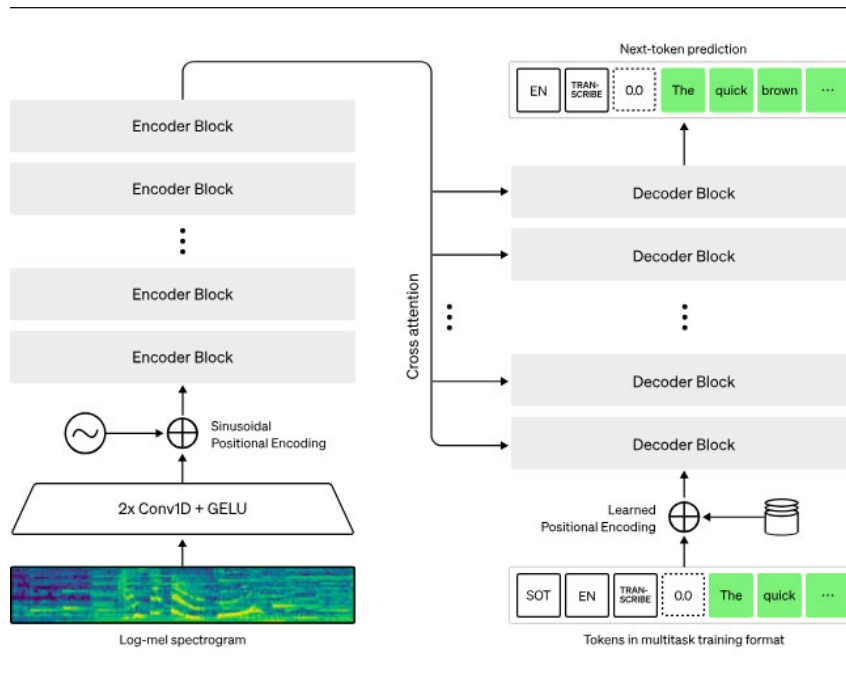 Encoder Block
Encoder Block
Encoder Block
Encoder Block
Sinusoidal
Positional Encoding
2x Conv1D + GELU
Log-mel spectrogram
Cross attention
Next-token prediction
EN TRAN-SCRIBE 0.0 The quick brown ...
Decoder Block
Decoder Block
Decoder Block
Decoder Block
Learned
Positional Encoding
SOT EN TRAN-SCRIBE 0.0 The quick ...
Tokens in multitask training format